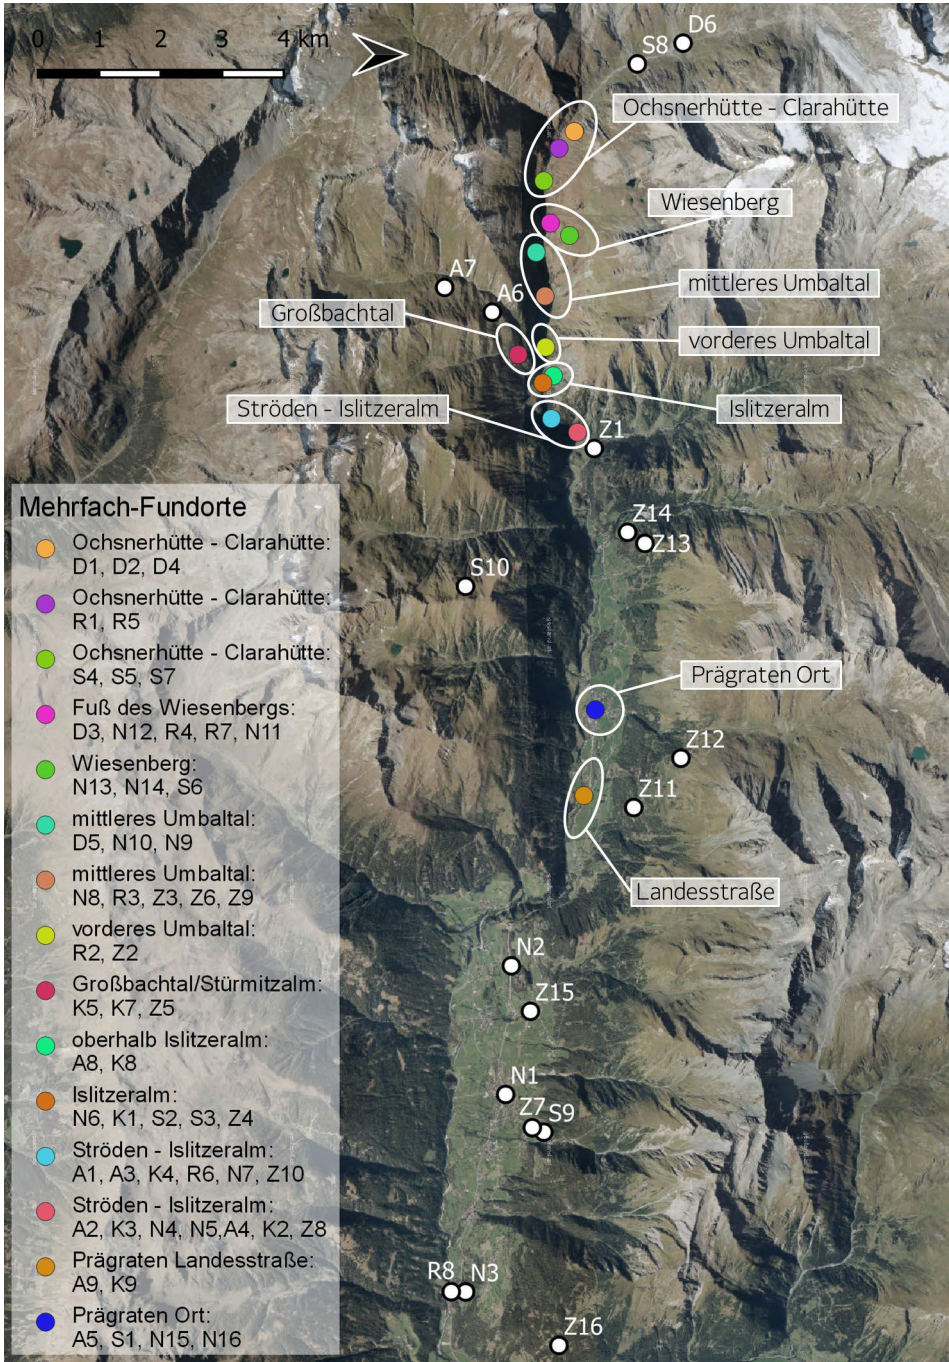 0 1 2 3 4 km
D6
S8
Ochsnerhütte - Clarahütte
Wiesenberg
A7
mittleres Umbaltal
A6
Großbachtal
vorderes Umbaltal
Ströden - Islitzeralm
Islitzeralm
Z1
Mehrfach-Fundorte
Ochsnerhütte - Clarahütte:
D1, D2, D4
Ochsnerhütte - Clarahütte:
R1, R5
Ochsnerhütte - Clarahütte:
S4, S5, S7
Fuß des Wiesenbergs:
D3, N12, R4, R7, N11
Wiesenberg:
N13, N14, S6
mittleres Umbaltal:
D5, N10, N9
mittleres Umbaltal:
N8, R3, Z3, Z6, Z9
vorderes Umbaltal:
R2, Z2
Großbachtal/Stürmitzalm:
K5, K7, Z5
oberhalb Islitzeralm:
A8, K8
Islitzeralm:
N6, K1, S2, S3, Z4
Ströden - Islitzeralm:
A1, A3, K4, R6, N7, Z10
Ströden - Islitzeralm:
A2, K3, N4, N5,A4, K2, Z8
Prägraten Landesstraße:
A9, K9
Prägraten Ort:
A5, S1, N15, N16
Z14
Z13
S10
Prägraten Ort
Z12
Z11
Landesstraße
N2
Z15
N1
Z7
S9
R8
N3
Z16